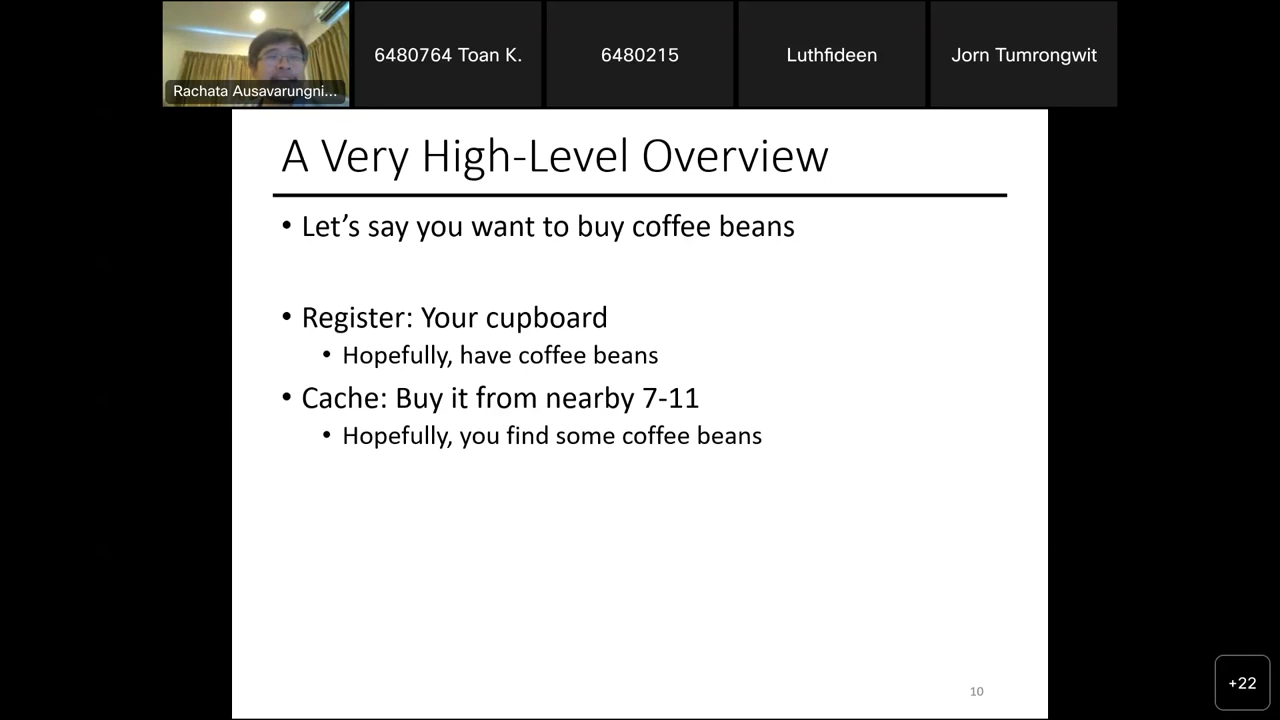 Rachata Ausavarungni...
6480764 Toan K.
6480215
Luthfideen
Jorn Tumrongwit
A Very High-Level Overview
• Let’s say you want to buy coffee beans
• Register: Your cupboard
• Hopefully, have coffee beans
• Cache: Buy it from nearby 7-11
• Hopefully, you find some coffee beans
10
+22